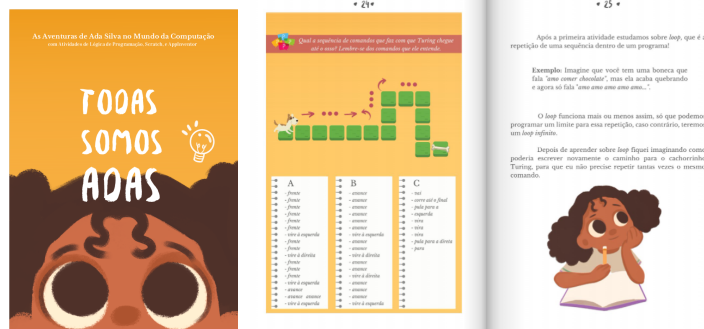 As Aventuras de Ada Silva no Mundo da Computação
com Atividades de Lógica de Programação, Scratch, e AppInventor
TODAS
SOMOS
ADAS
24
Qual a sequência de comandos que faz com que Turing chegue
até o osso? Lembre-se dos comandos que ele entende.
A
- frente
- frente
- frente
- frente
- frente
- frente
- vire à esquerda
- frente
- frente
- vire à direita
- frente
- frente
- frente
- vire à esquerda
- avance
- avance avance
- vire à esquerda
B
- avance
- avance
- avance
- avance
- avance
- avance
- vire à esquerda
- avance
- avance
- vire à direita
- avance
- avance
- vire à direita
- avance
- avance
- avance
- vire à esquerda
C
- vai
- corre até o final
- pula para a
- esquerda
- vira
- vira
- vira
- pula para a direita
- para
25
Após a primeira atividade estudamos sobre loop, que é a
repetição de uma sequência dentro de um programa!
Exemplo: Imagine que você tem uma boneca que
fala "amo comer chocolate", mas ela acaba quebrando
e agora só fala "amo amo amo amo amo...".
O loop funciona mais ou menos assim, só que podemos
programar um limite para essa repetição, caso contrário, teremos
um loop infinito.
Depois de aprender sobre loop fiquei imaginando como
poderia escrever novamente o caminho para o cachorrinho
Turing, para que eu não precise repetir tantas vezes o mesmo
comando.